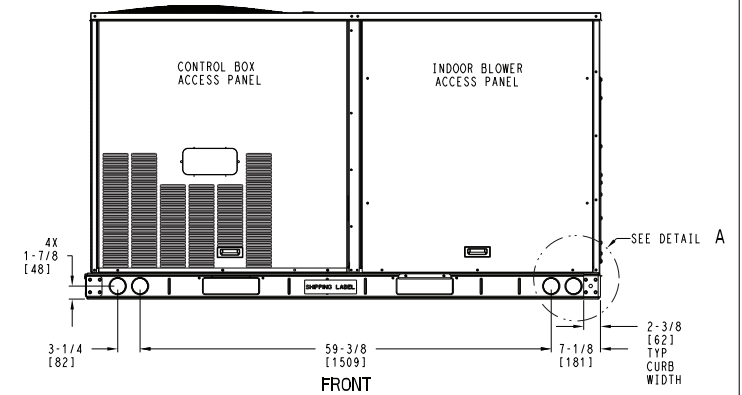 CONTROL BOX
ACCESS PANEL
INDOOR BLOWER
ACCESS PANEL
4X
1-7/8
[48]
SEE DETAIL A
SHIPPING LABEL
3-1/4
[82]
59-3/8
[1509]
7-1/8
[181]
2-3/8
[62]
TYP
CURB
WIDTH
FRONT